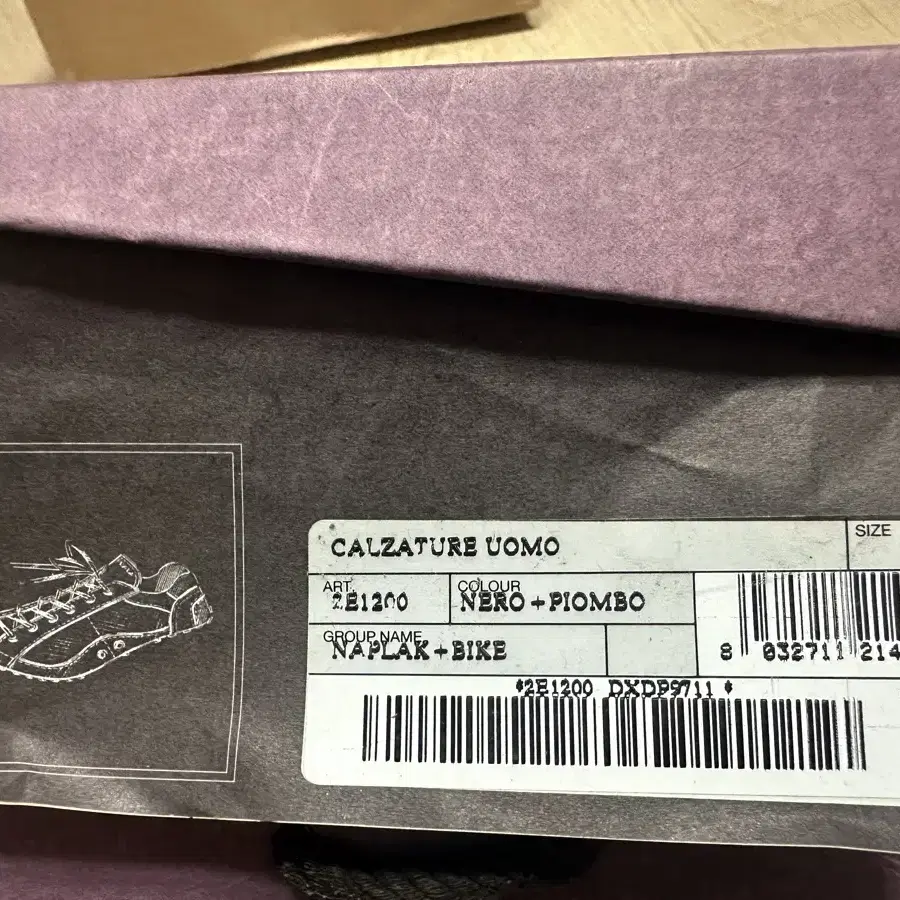 CALZATURE UOMO
SIZE
ART.
2E1200
COLOUR
NERO+PIOMBO
GROUP NAME
NAPLAK+BIKE
8 032711 214
*2E1200 DXDP9711 *